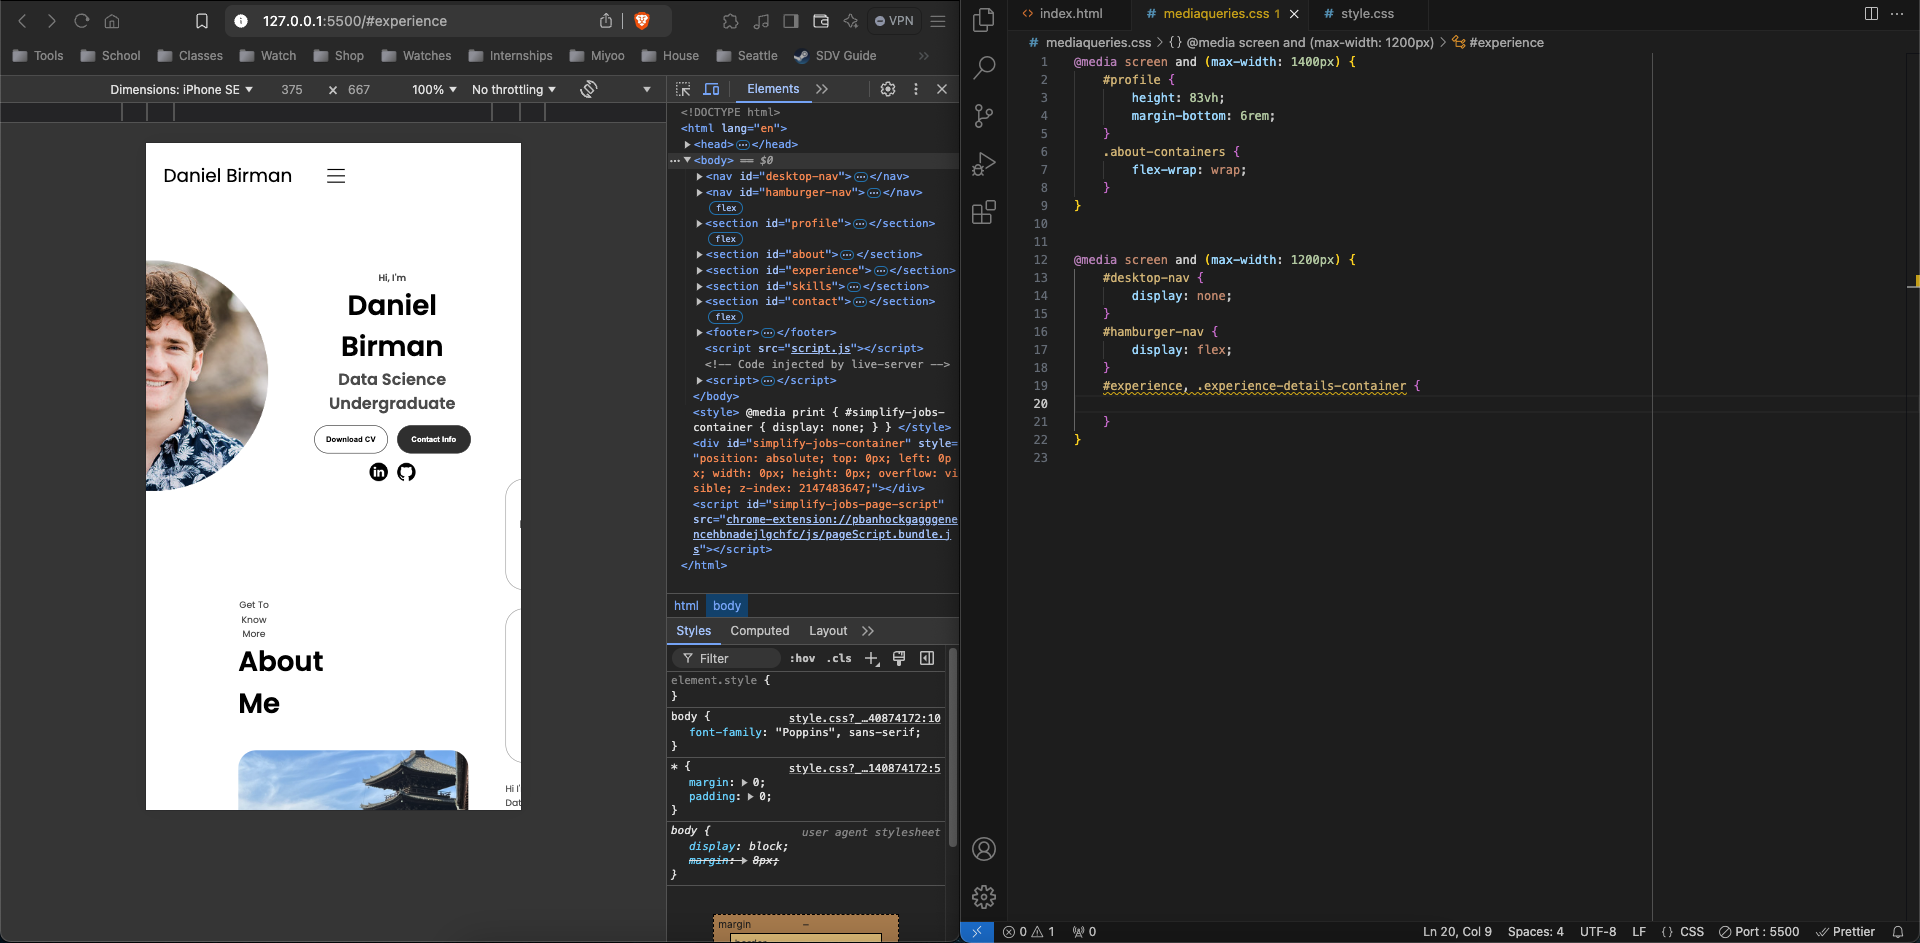 127.0.0.1:5500/#experience
VPN
Tools
School
Classes
Watch
Shop
Watches
Internships
Miyoo
House
Seattle
SDV Guide
Dimensions: iPhone SE
375
× 667
100%
No throttling
Daniel Birman
Hi, I'm
Daniel
Birman
Data Science
Undergraduate
Download CV
Contact Info
Get To
Know
More
About
Me
Hi I'
Dat
Elements
<!DOCTYPE html>
<html lang="en">
<head> ⋯ </head>
<body> == $0
<nav id="desktop-nav"> ⋯ </nav>
<nav id="hamburger-nav"> ⋯ </nav>
flex
<section id="profile"> ⋯ </section>
flex
<section id="about"> ⋯ </section>
<section id="experience"> ⋯ </section>
<section id="skills"> ⋯ </section>
<section id="contact"> ⋯ </section>
flex
<footer> ⋯ </footer>
<script src="script.js"></script>
<!-- Code injected by live-server -->
<script> ⋯ </script>
</body>
<style> @media print { #simplify-jobs-
container { display: none; } } </style>
<div id="simplify-jobs-container" style=
"position: absolute; top: 0px; left: 0p
x; width: 0px; height: 0px; overflow: vi
sible; z-index: 2147483647;"></div>
<script id="simplify-jobs-page-script"
src="chrome-extension://pbanhockgagggene
ncehbnadejlgchfc/js/pageScript.bundle.j
s"></script>
</html>
html
body
Styles
Computed
Layout
Filter
:hov
.cls
element.style {
}
body {
style.css?_…40874172:10
font-family: "Poppins", sans-serif;
}
* {
style.css?_…140874172:5
margin: 0;
padding: 0;
}
body {
user agent stylesheet
display: block;
margin: 8px;
}
margin
–
index.html
# mediaqueries.css 1
# style.css
# mediaqueries.css > {} @media screen and (max-width: 1200px) > #experience
1 @media screen and (max-width: 1400px) {
2 #profile {
3 height: 83vh;
4 margin-bottom: 6rem;
5 }
6 .about-containers {
7 flex-wrap: wrap;
8 }
9 }
10
11
12 @media screen and (max-width: 1200px) {
13 #desktop-nav {
14 display: none;
15 }
16 #hamburger-nav {
17 display: flex;
18 }
19 #experience, .experience-details-container {
20
21 }
22 }
23
0
1
0
Ln 20, Col 9
Spaces: 4
UTF-8
LF
{} CSS
Port : 5500
Prettier